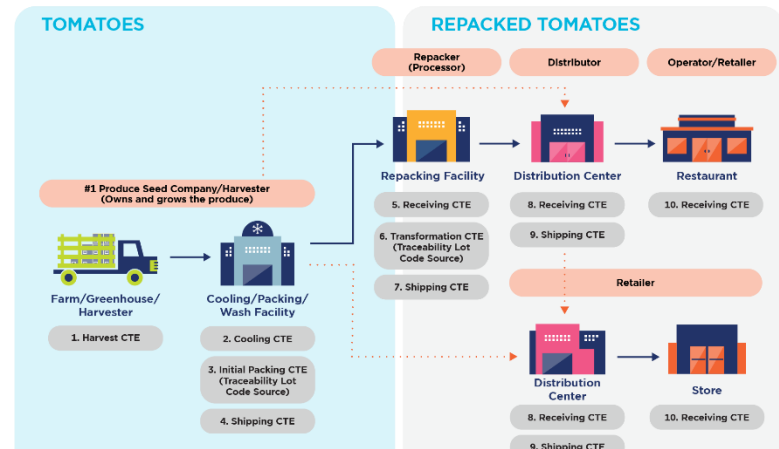 TOMATOES
REPACKED TOMATOES
Repacker
(Processor)
Distributor
Operator/Retailer
#1 Produce Seed Company/Harvester
(Owns and grows the produce)
Repacking Facility
Distribution Center
Restaurant
5. Receiving CTE
8. Receiving CTE
10. Receiving CTE
6. Transformation CTE
(Traceability Lot
Code Source)
9. Shipping CTE
7. Shipping CTE
Farm/Greenhouse/
Harvester
Cooling/Packing/
Wash Facility
1. Harvest CTE
2. Cooling CTE
3. Initial Packing CTE
(Traceability Lot
Code Source)
4. Shipping CTE
Retailer
Distribution
Center
Store
8. Receiving CTE
10. Receiving CTE
9. Shipping CTE